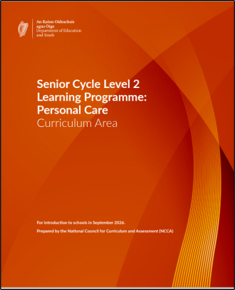 An Roinn Oideachais
agus Óige
Department of Education
and Youth
Senior Cycle Level 2
Learning Programme:
Personal Care
Curriculum Area
For introduction to schools in September 2026.
Prepared by the National Council for Curriculum and Assessment (NCCA)